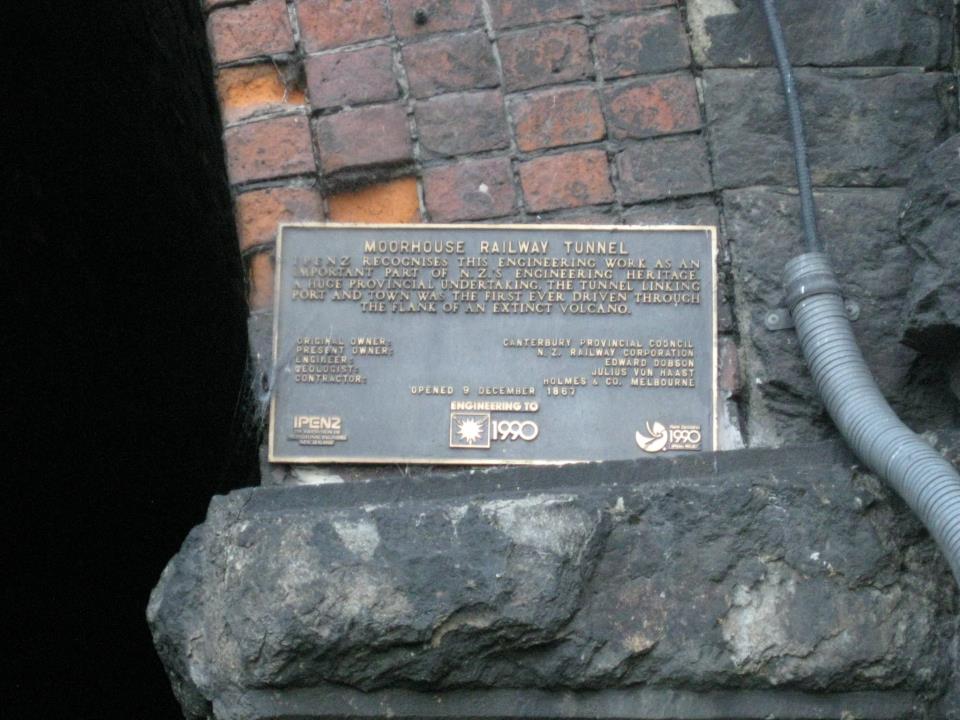 MOORHOUSE RAILWAY TUNNEL
IPENZ RECOGNISES THIS ENGINEERING WORK AS AN
IMPORTANT PART OF N.Z.'S ENGINEERING HERITAGE.
A HUGE PROVINCIAL UNDERTAKING, THE TUNNEL LINKING
PORT AND TOWN WAS THE FIRST EVER DRIVEN THROUGH
THE FLANK OF AN EXTINCT VOLCANO.
ORIGINAL OWNER: CANTERBURY PROVINCIAL COUNCIL
PRESENT OWNER: N.Z. RAILWAY CORPORATION
ENGINEER: EDWARD DOBSON
GEOLOGIST: JULIUS VON HAAST
CONTRACTOR: HOLMES & CO. MELBOURNE
OPENED 9 DECEMBER 1867
ENGINEERING TO
1990
IPENZ
NEW ZEALAND
1990